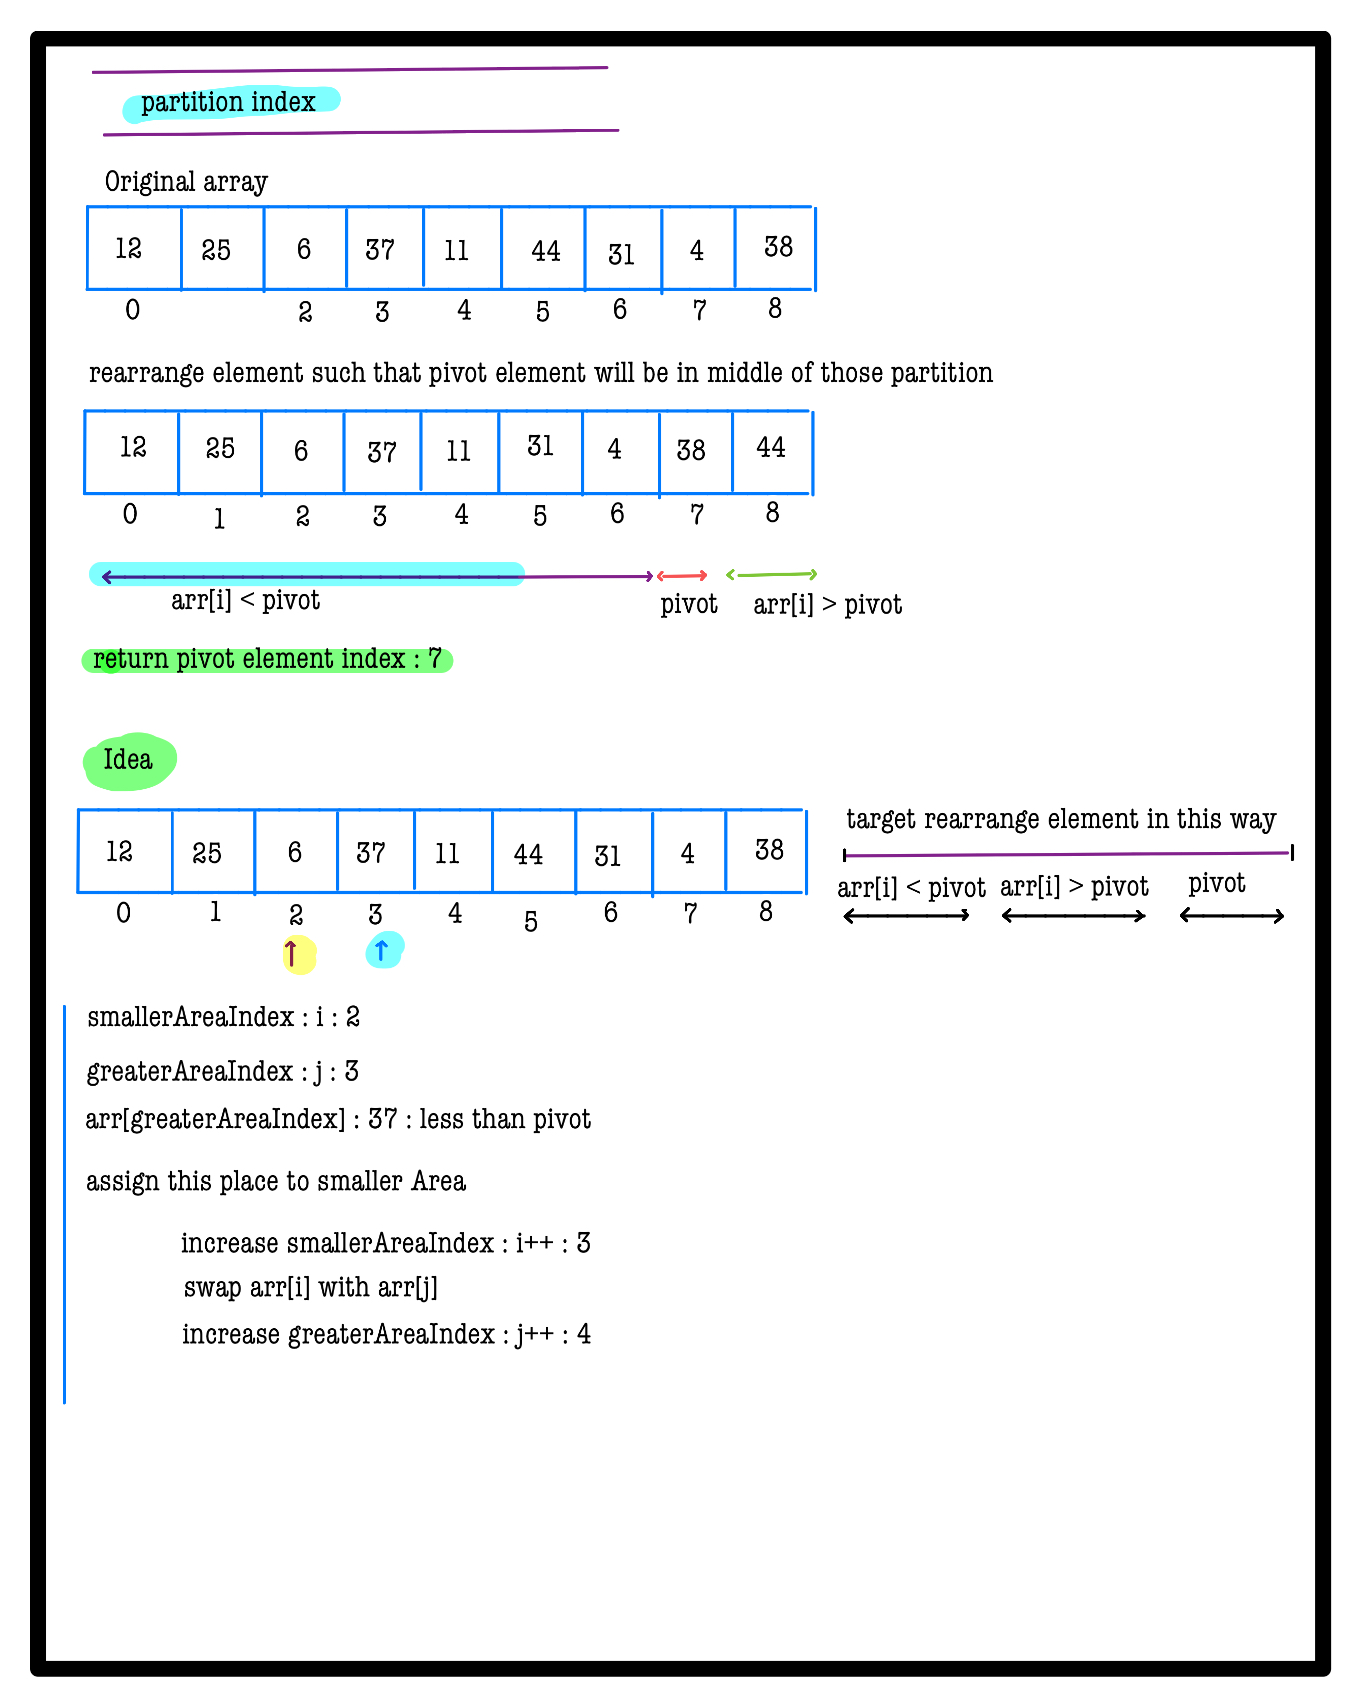 partition index
Original array
12 25 6 37 11 44 31 4 38
0 2 3 4 5 6 7 8
rearrange element such that pivot element will be in middle of those partition
12 25 6 37 11 31 4 38 44
0 1 2 3 4 5 6 7 8
arr[i] < pivot pivot arr[i] > pivot
return pivot element index : 7
Idea
12 25 6 37 11 44 31 4 38
0 1 2 3 4 5 6 7 8
target rearrange element in this way
arr[i] < pivot arr[i] > pivot pivot
smallerAreaIndex : i : 2
greaterAreaIndex : j : 3
arr[greaterAreaIndex] : 37 : less than pivot
assign this place to smaller Area
increase smallerAreaIndex : i++ : 3
swap arr[i] with arr[j]
increase greaterAreaIndex : j++ : 4